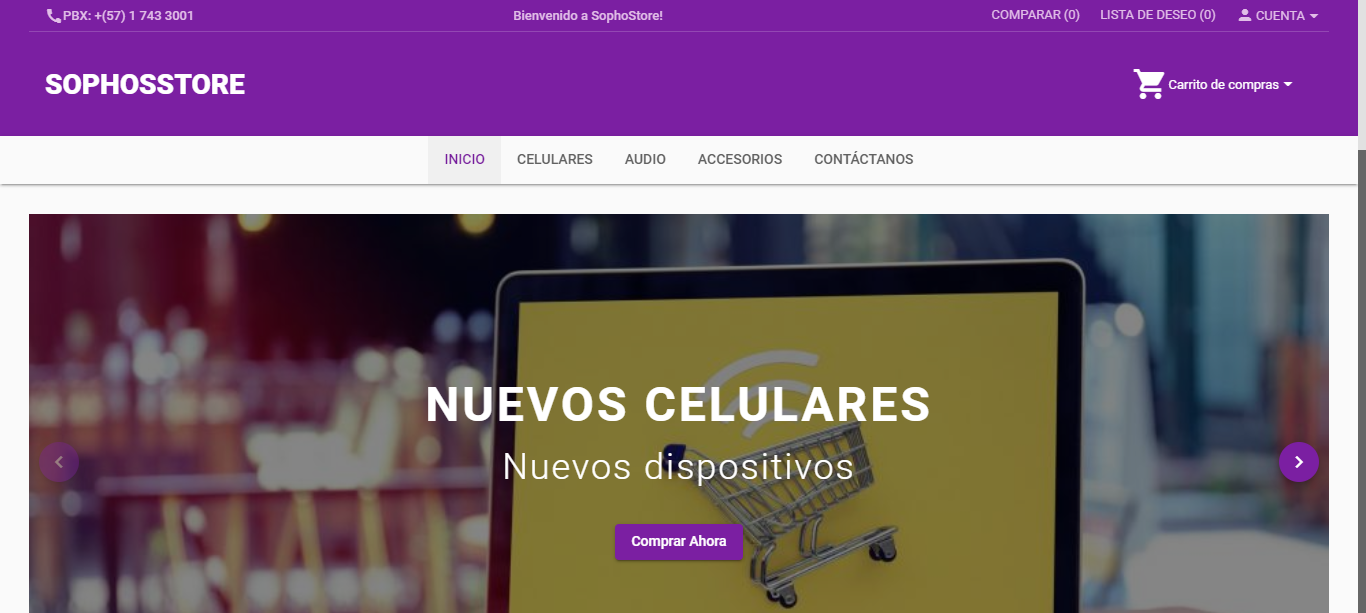 PBX: +(57) 1 743 3001
Bienvenido a SophoStore!
COMPARAR (0)
LISTA DE DESEO (0)
CUENTA
SOPHOSSTORE
Carrito de compras
INICIO
CELULARES
AUDIO
ACCESORIOS
CONTÁCTANOS
NUEVOS CELULARES
Nuevos dispositivos
Comprar Ahora